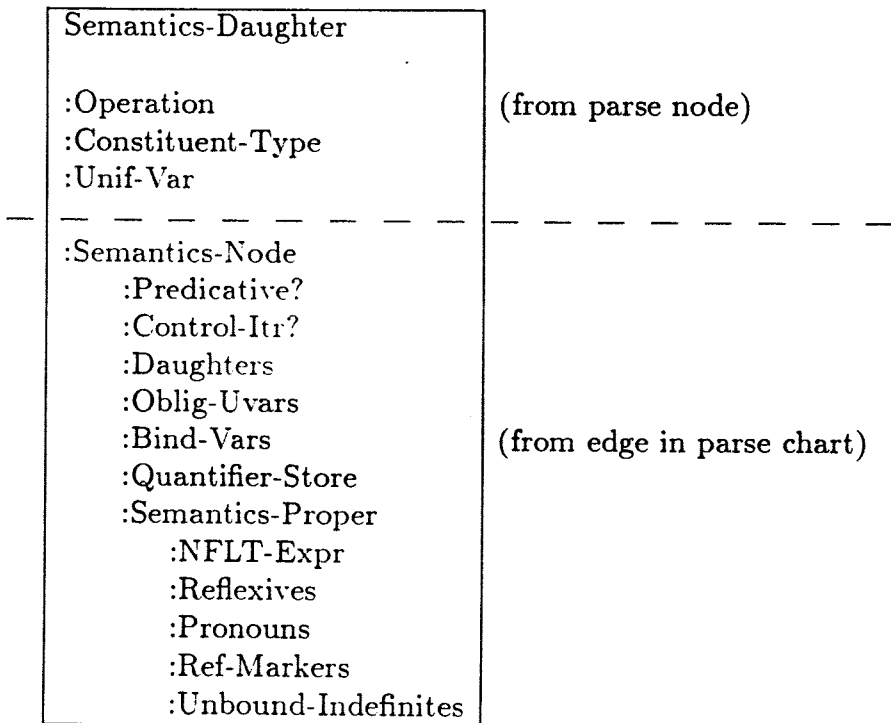 Semantics-Daughter
:Operation (from parse node)
:Constituent-Type
:Unif-Var
:Semantics-Node
:Predicative?
:Control-Itr?
:Daughters
:Oblig-Uvars
:Bind-Vars (from edge in parse chart)
:Quantifier-Store
:Semantics-Proper
:NFLT-Expr
:Reflexives
:Pronouns
:Ref-Markers
:Unbound-Indefinites